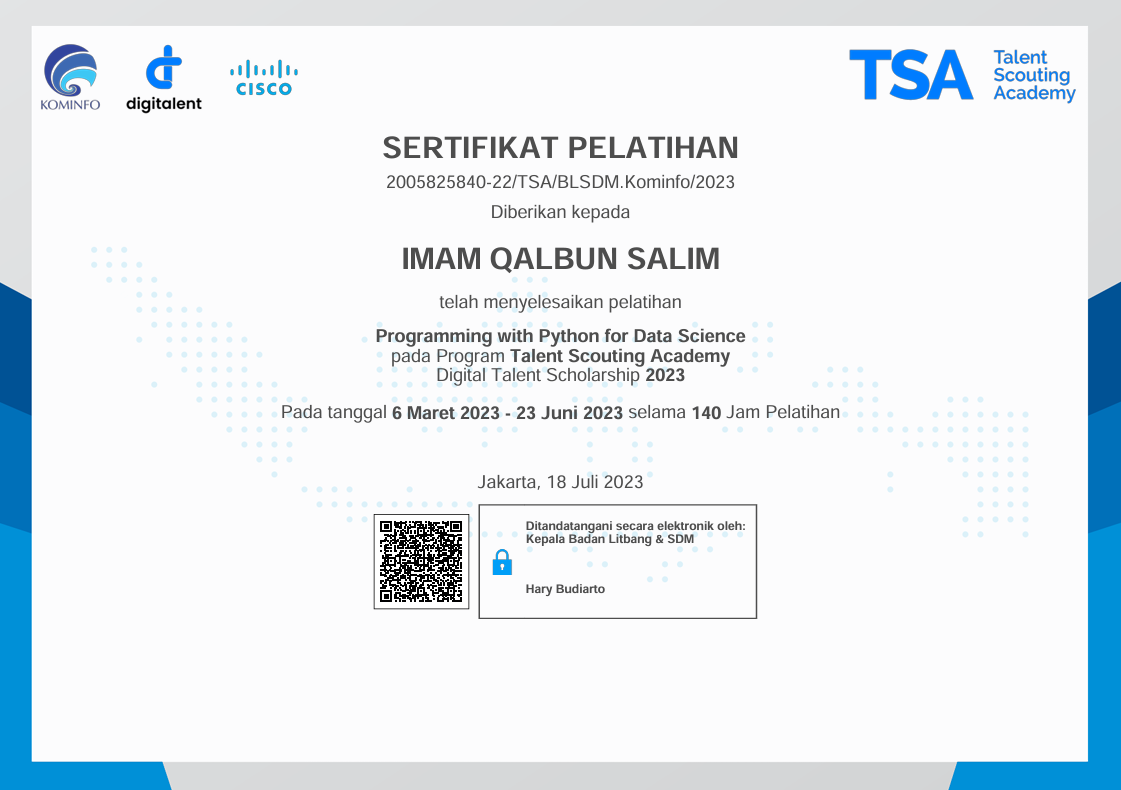 KOMINFO
digitalent
CISCO
TSA
Talent
Scouting
Academy
SERTIFIKAT PELATIHAN
2005825840-22/TSA/BLSDM.Kominfo/2023
Diberikan kepada
IMAM QALBUN SALIM
telah menyelesaikan pelatihan
Programming with Python for Data Science
pada Program Talent Scouting Academy
Digital Talent Scholarship 2023
Pada tanggal 6 Maret 2023 - 23 Juni 2023 selama 140 Jam Pelatihan
Jakarta, 18 Juli 2023
Ditandatangani secara elektronik oleh:
Kepala Badan Litbang & SDM
Hary Budiarto